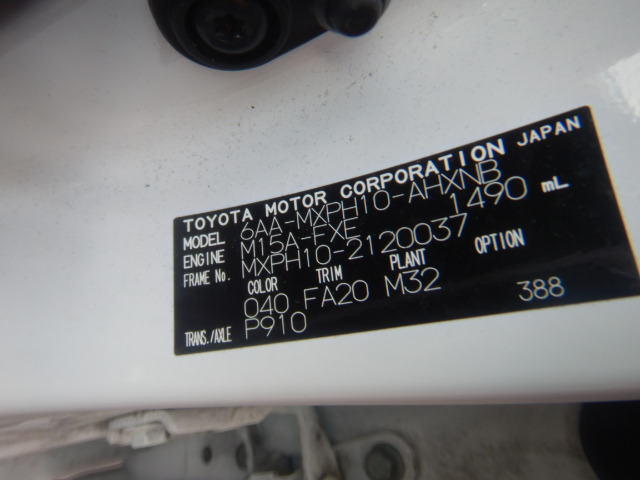 TOYOTA MOTOR CORPORATION JAPAN
MODEL 6AA-MXPH10-AHXNB
ENGINE M15A-FXE 1490 mL
FRAME No. MXPH10-2120037
COLOR TRIM PLANT OPTION
040 FA20 M32 388
TRANS./AXLE P910